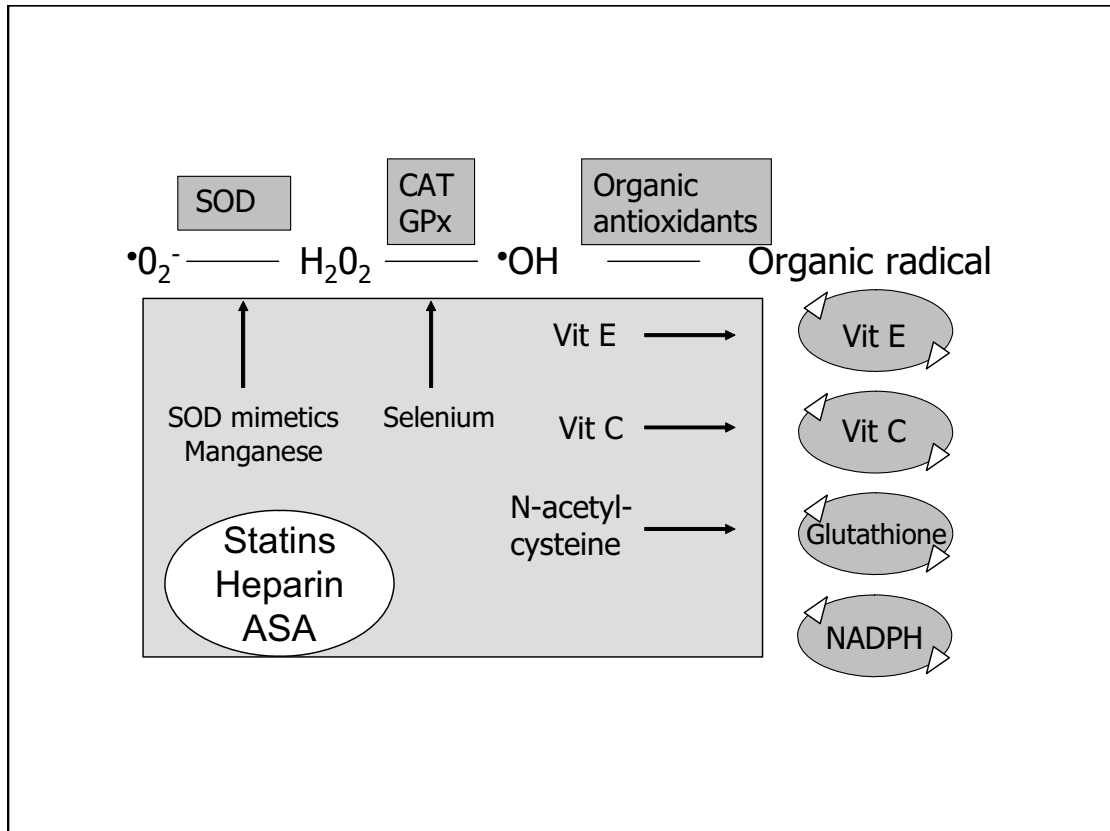 SOD
CAT
GPx
Organic
antioxidants
•0₂⁻ H₂0₂ •OH Organic radical
Vit E
Vit E
SOD mimetics
Manganese
Selenium
Vit C
Vit C
N-acetyl-
cysteine
Glutathione
Statins
Heparin
ASA
NADPH